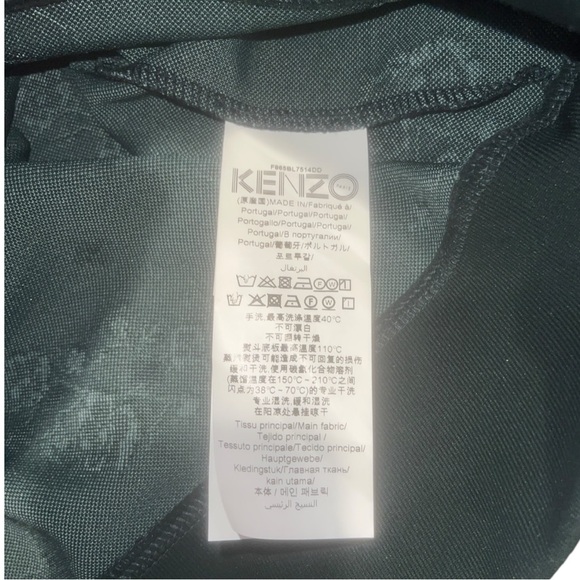 F865BL7514DD
KENZO
PARIS
(原産国)MADE IN/Fabriqué à/
Portugal/Portugal/Portugal/
Portogallo/Portugal/Portugal/
Portugal/В португалии/
Portugal/葡萄牙/ポルトガル/
포르투갈/
البرتغال
手洗,最高洗涤温度40℃
不可漂白
不可翻转干燥
熨斗底板最高温度110℃
蒸汽熨烫可能造成不可回复的损伤
缓和干洗,使用碳氢化合物溶剂
(蒸馏温度在150℃~210℃之间
闪点为38℃~70℃)的专业干洗
专业湿洗,缓和湿洗
在阴凉处悬挂晾干
Tissu principal/Main fabric/
Tejido principal /
Tessuto principale/Tecido principal/
Hauptgewebe/
Kledingstuk/Главная ткань/
kain utama/
本体 / 메인 패브릭
النسيج الرئيسي